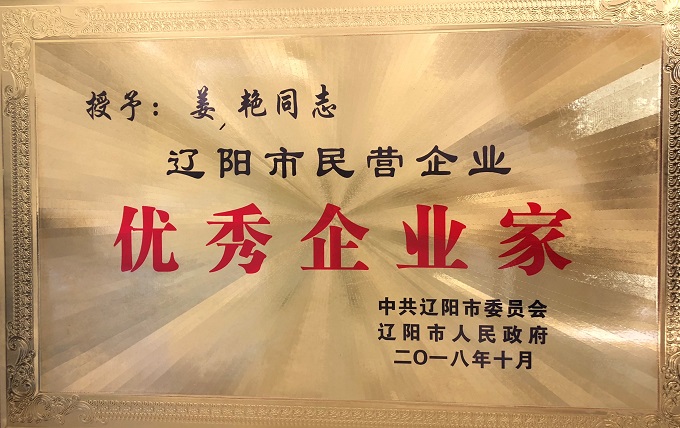 授予：姜艳同志
辽阳市民营企业
优秀企业家
中共辽阳市委员会
辽阳市人民政府
二〇一八年十月